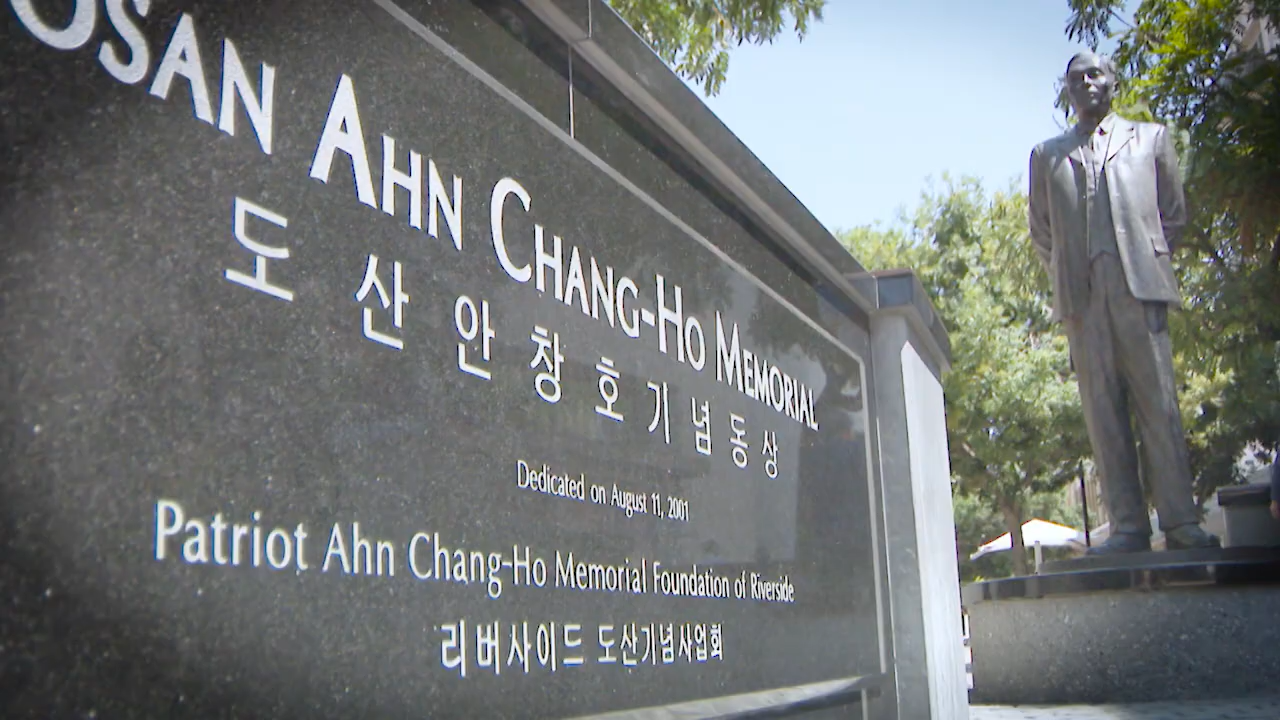 OSAN AHN CHANG-HO MEMORIAL
도산안창호기념동상
Dedicated on August 11, 2001
Patriot Ahn Chang-Ho Memorial Foundation of Riverside
리버사이드 도산기념사업회